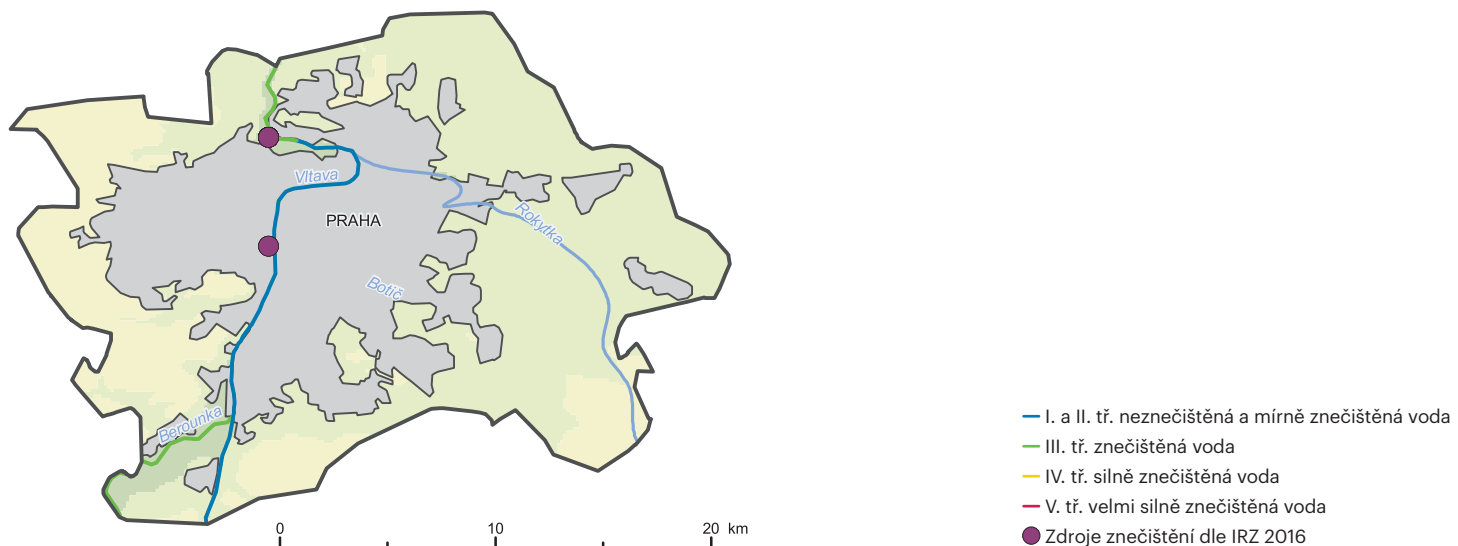 Vltava
PRAHA
Rokytka
Botič
Berounka
0 10 20 km
I. a II. tř. neznečištěná a mírně znečištěná voda
III. tř. znečištěná voda
IV. tř. silně znečištěná voda
V. tř. velmi silně znečištěná voda
Zdroje znečištění dle IRZ 2016